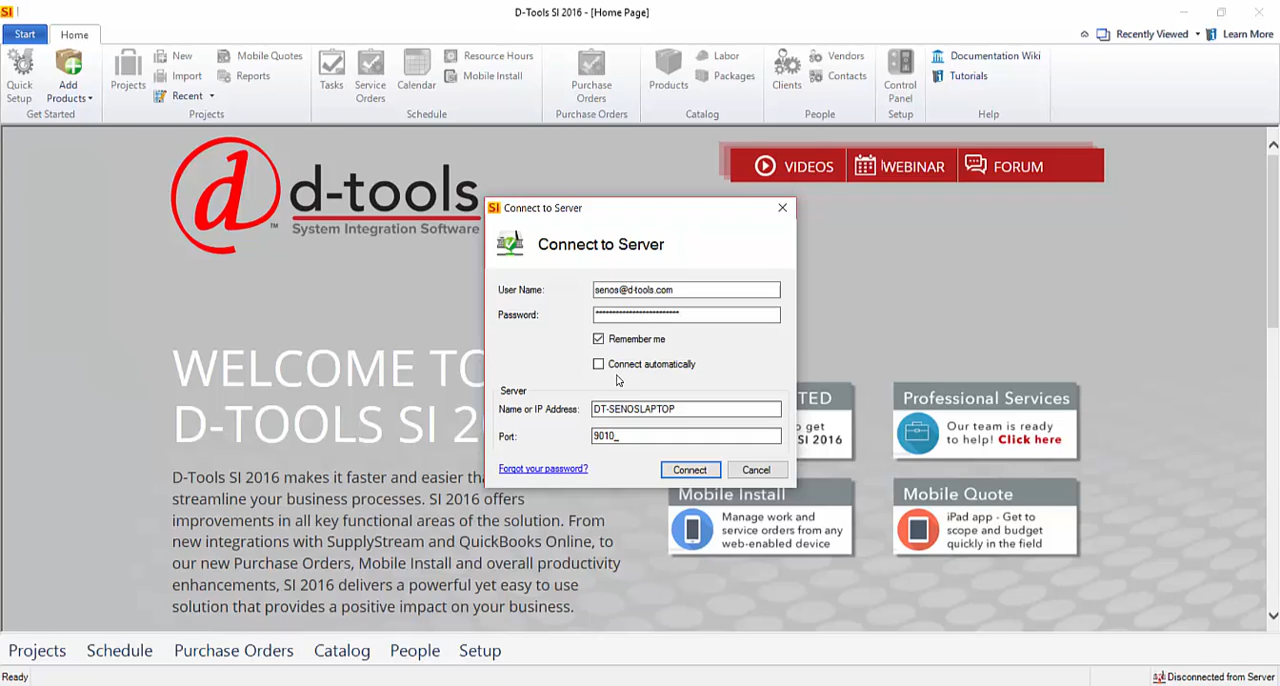 SI
D-Tools SI 2016 - [Home Page]
Start
Home
Recently Viewed
Learn More
Quick Setup
Add Products
Get Started
Projects
New
Import
Recent
Mobile Quotes
Reports
Projects
Tasks
Service Orders
Calendar
Resource Hours
Mobile Install
Schedule
Purchase Orders
Purchase Orders
Products
Labor
Packages
Catalog
Clients
Vendors
Contacts
People
Control Panel
Setup
Documentation Wiki
Tutorials
Help
d
d-tools
™
System Integration Software
VIDEOS
WEBINAR
FORUM
SI Connect to Server
Connect to Server
User Name:
senos@d-tools.com
Password:
************************
Remember me
Connect automatically
Server
Name or IP Address:
DT-SENOSLAPTOP
Port:
9010_
Forgot your password?
Connect
Cancel
WELCOME TO
D-TOOLS SI 2
D-Tools SI 2016 makes it faster and easier tha
streamline your business processes. SI 2016 offers
improvements in all key functional areas of the solution. From
new integrations with SupplyStream and QuickBooks Online, to
our new Purchase Orders, Mobile Install and overall productivity
enhancements, SI 2016 delivers a powerful yet easy to use
solution that provides a positive impact on your business.
TED
o get
SI 2016
Professional Services
Our team is ready
to help! Click here
Mobile Install
Manage work and
service orders from any
web-enabled device
Mobile Quote
iPad app - Get to
scope and budget
quickly in the field
Projects
Schedule
Purchase Orders
Catalog
People
Setup
Ready
Disconnected from Server